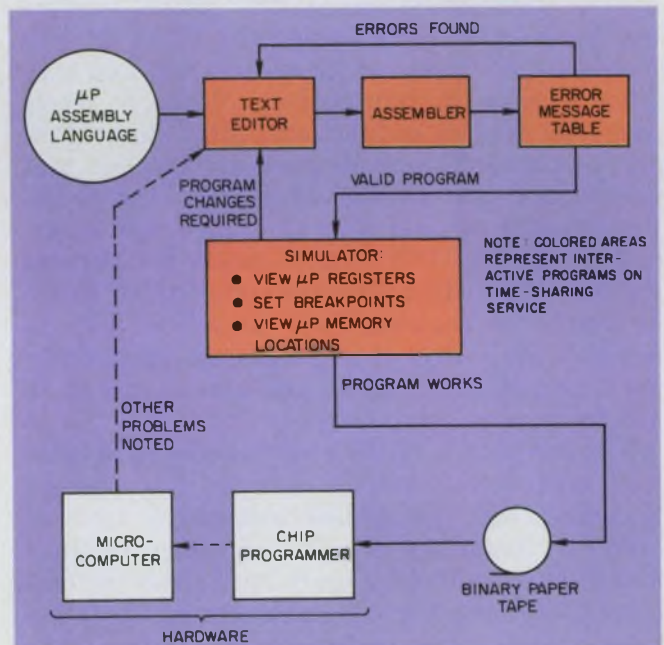 ERRORS FOUND
μP
ASSEMBLY
LANGUAGE
TEXT
EDITOR
ASSEMBLER
ERROR
MESSAGE
TABLE
PROGRAM
CHANGES
REQUIRED
VALID PROGRAM
SIMULATOR:
● VIEW μP REGISTERS
● SET BREAKPOINTS
● VIEW μP MEMORY
LOCATIONS
NOTE: COLORED AREAS
REPRESENT INTER-
ACTIVE PROGRAMS ON
TIME-SHARING
SERVICE
PROGRAM WORKS
OTHER
PROBLEMS
NOTED
MICRO-
COMPUTER
CHIP
PROGRAMMER
BINARY PAPER
TAPE
HARDWARE